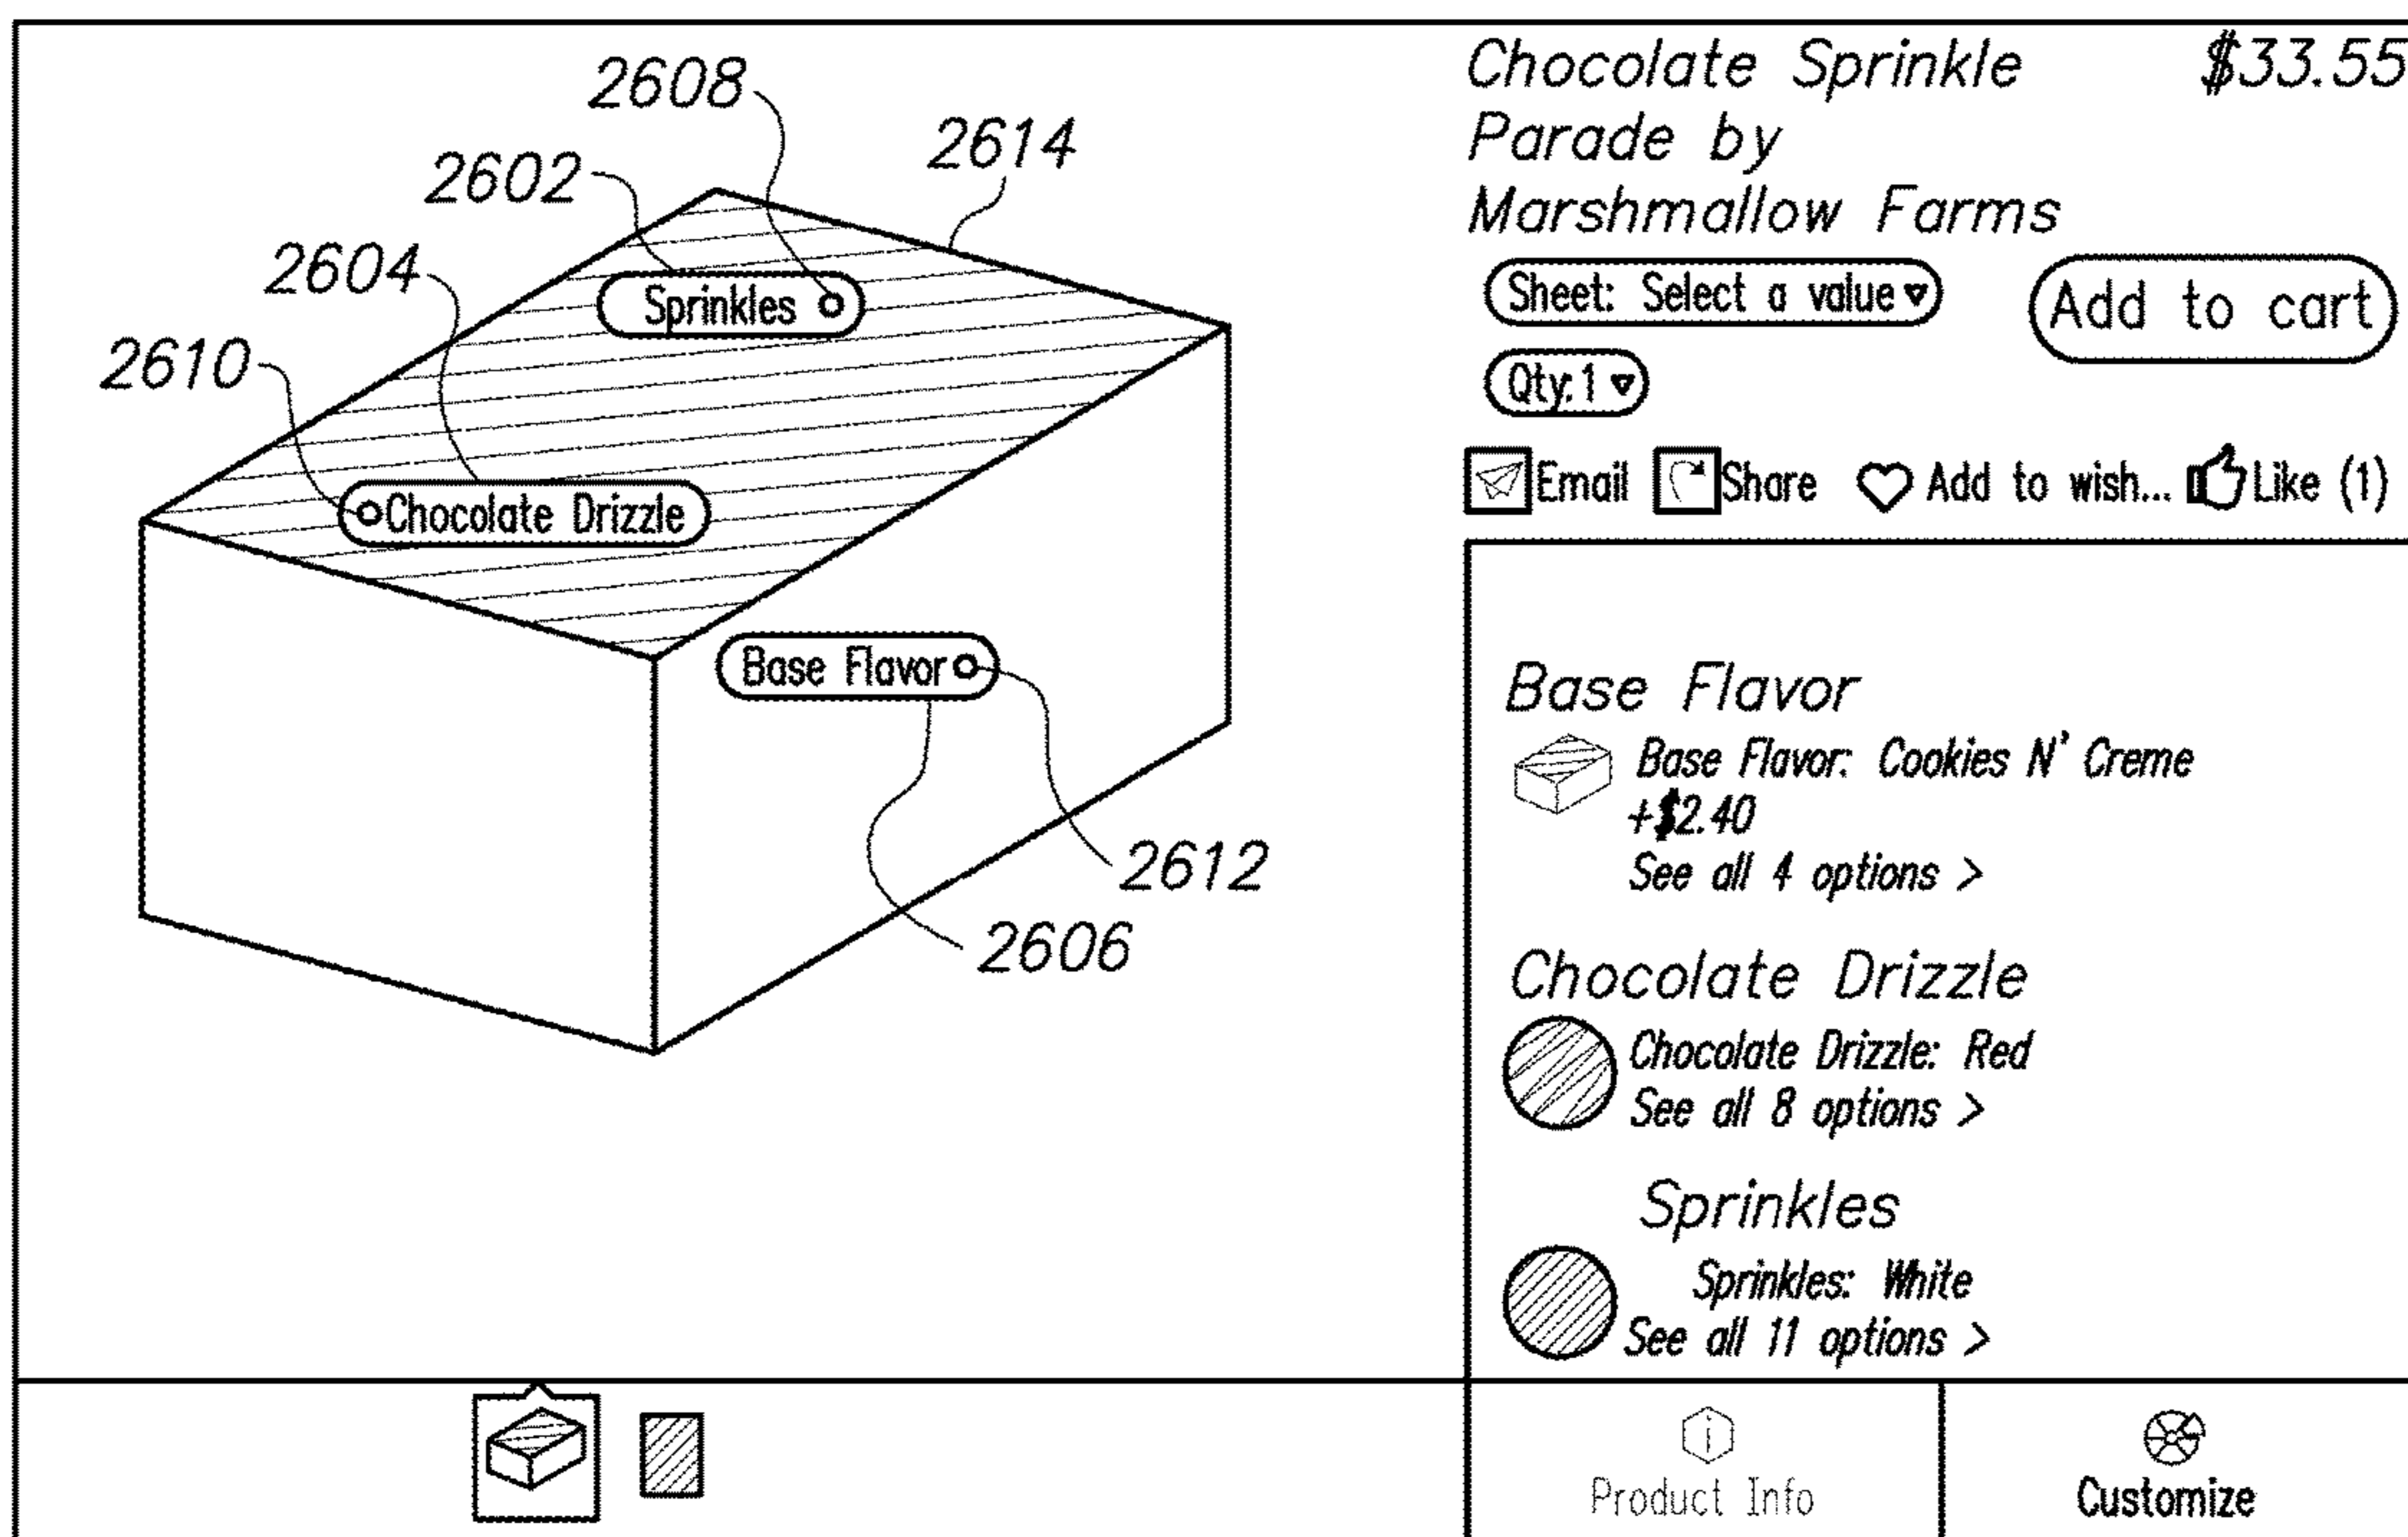 2608
2614
2602
2604
2610
Sprinkles
Chocolate Drizzle
Base Flavor
2612
2606
Chocolate Sprinkle $33.55
Parade by
Marshmallow Farms
Sheet: Select a value
Add to cart
Qty:1
Email Share Add to wish... Like (1)
Base Flavor
Base Flavor: Cookies N' Creme
+$2.40
See all 4 options >
Chocolate Drizzle
Chocolate Drizzle: Red
See all 8 options >
Sprinkles
Sprinkles: White
See all 11 options >
i
Product Info
Customize